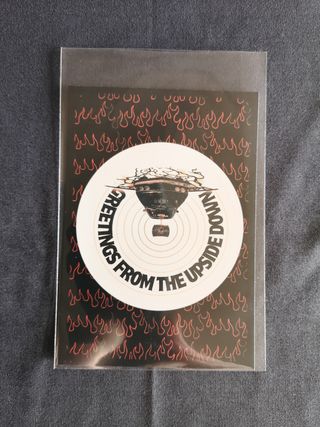 GREETINGS FROM THE UPSIDE DOWN